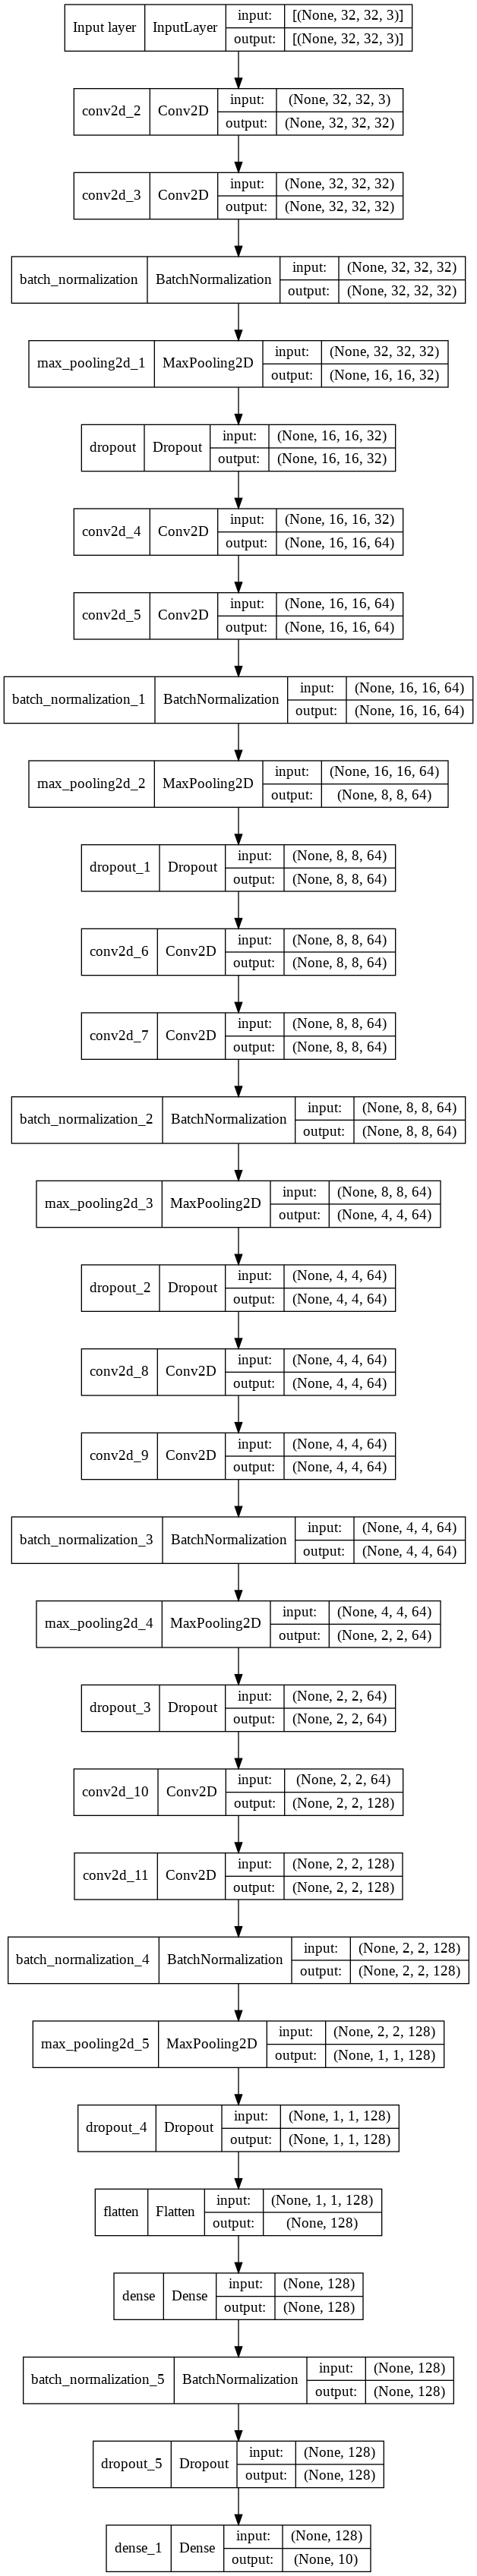 Input layer InputLayer input: [(None, 32, 32, 3)]
output: [(None, 32, 32, 3)]
conv2d_2 Conv2D input: (None, 32, 32, 3)
output: (None, 32, 32, 32)
conv2d_3 Conv2D input: (None, 32, 32, 32)
output: (None, 32, 32, 32)
batch_normalization BatchNormalization input: (None, 32, 32, 32)
output: (None, 32, 32, 32)
max_pooling2d_1 MaxPooling2D input: (None, 32, 32, 32)
output: (None, 16, 16, 32)
dropout Dropout input: (None, 16, 16, 32)
output: (None, 16, 16, 32)
conv2d_4 Conv2D input: (None, 16, 16, 32)
output: (None, 16, 16, 64)
conv2d_5 Conv2D input: (None, 16, 16, 64)
output: (None, 16, 16, 64)
batch_normalization_1 BatchNormalization input: (None, 16, 16, 64)
output: (None, 16, 16, 64)
max_pooling2d_2 MaxPooling2D input: (None, 16, 16, 64)
output: (None, 8, 8, 64)
dropout_1 Dropout input: (None, 8, 8, 64)
output: (None, 8, 8, 64)
conv2d_6 Conv2D input: (None, 8, 8, 64)
output: (None, 8, 8, 64)
conv2d_7 Conv2D input: (None, 8, 8, 64)
output: (None, 8, 8, 64)
batch_normalization_2 BatchNormalization input: (None, 8, 8, 64)
output: (None, 8, 8, 64)
max_pooling2d_3 MaxPooling2D input: (None, 8, 8, 64)
output: (None, 4, 4, 64)
dropout_2 Dropout input: (None, 4, 4, 64)
output: (None, 4, 4, 64)
conv2d_8 Conv2D input: (None, 4, 4, 64)
output: (None, 4, 4, 64)
conv2d_9 Conv2D input: (None, 4, 4, 64)
output: (None, 4, 4, 64)
batch_normalization_3 BatchNormalization input: (None, 4, 4, 64)
output: (None, 4, 4, 64)
max_pooling2d_4 MaxPooling2D input: (None, 4, 4, 64)
output: (None, 2, 2, 64)
dropout_3 Dropout input: (None, 2, 2, 64)
output: (None, 2, 2, 64)
conv2d_10 Conv2D input: (None, 2, 2, 64)
output: (None, 2, 2, 128)
conv2d_11 Conv2D input: (None, 2, 2, 128)
output: (None, 2, 2, 128)
batch_normalization_4 BatchNormalization input: (None, 2, 2, 128)
output: (None, 2, 2, 128)
max_pooling2d_5 MaxPooling2D input: (None, 2, 2, 128)
output: (None, 1, 1, 128)
dropout_4 Dropout input: (None, 1, 1, 128)
output: (None, 1, 1, 128)
flatten Flatten input: (None, 1, 1, 128)
output: (None, 128)
dense Dense input: (None, 128)
output: (None, 128)
batch_normalization_5 BatchNormalization input: (None, 128)
output: (None, 128)
dropout_5 Dropout input: (None, 128)
output: (None, 128)
dense_1 Dense input: (None, 128)
output: (None, 10)